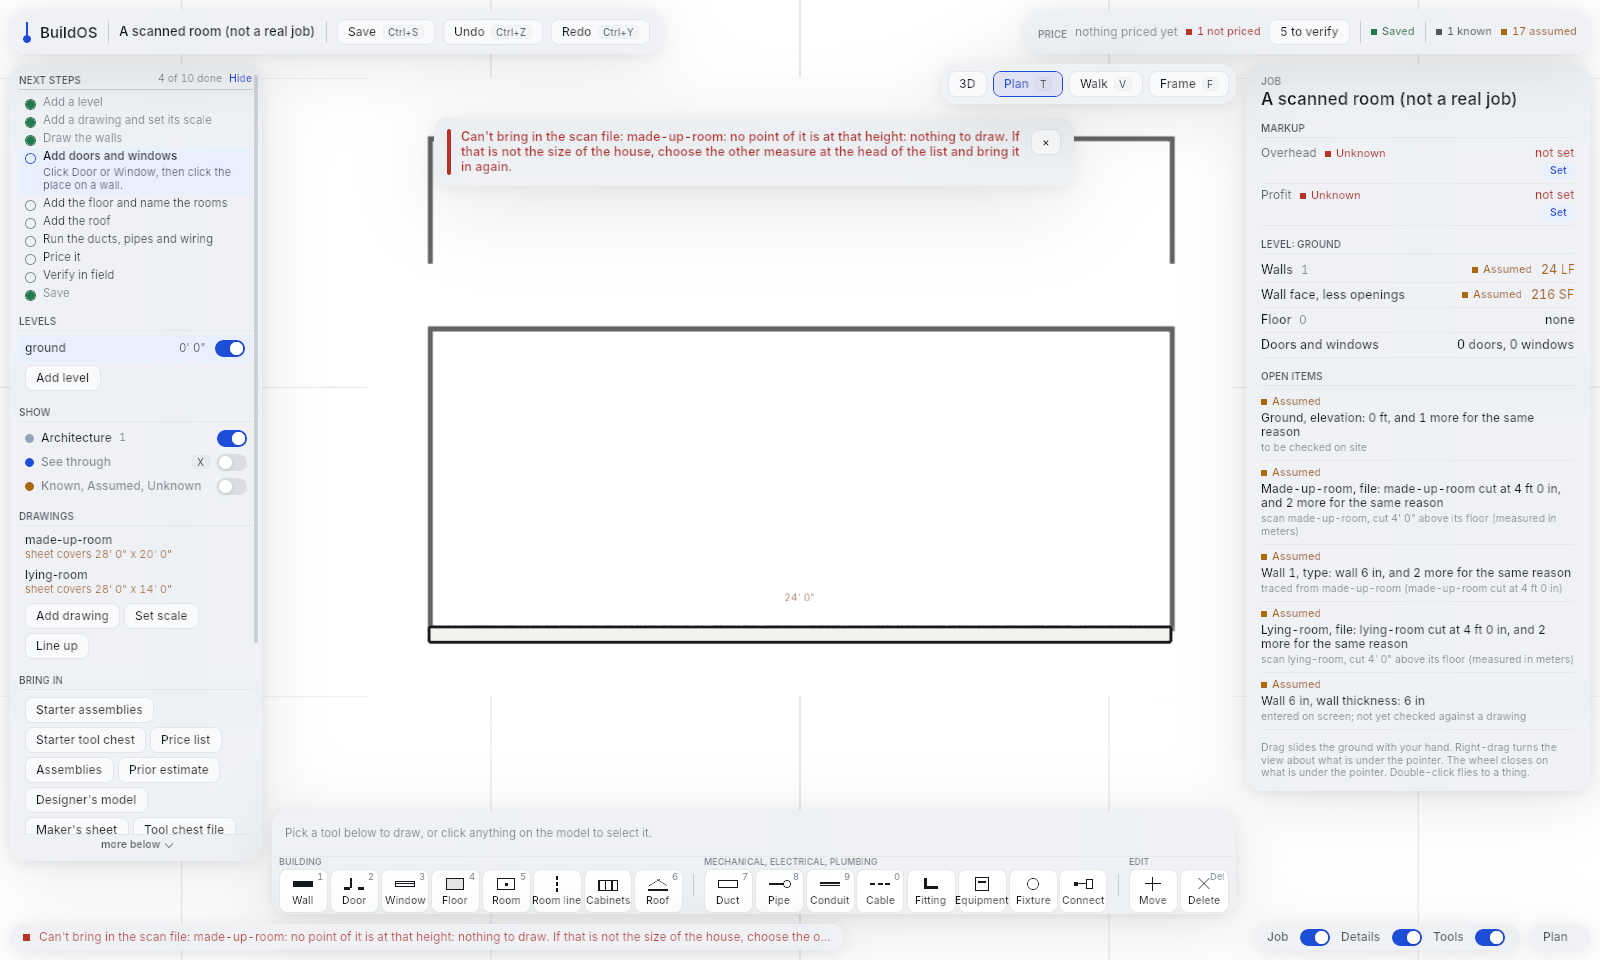 BuildOS
A scanned room (not a real job)
Save Ctrl+S
Undo Ctrl+Z
Redo Ctrl+Y
PRICE nothing priced yet 1 not priced
5 to verify
Saved
1 known 17 assumed
3D
Plan T
Walk V
Frame F
NEXT STEPS 4 of 10 done Hide
Add a level
Add a drawing and set its scale
Draw the walls
Add doors and windows
Click Door or Window, then click the
place on a wall.
Add the floor and name the rooms
Add the roof
Run the ducts, pipes and wiring
Price it
Verify in field
Save
LEVELS
ground 0' 0"
Add level
SHOW
Architecture 1
See through X
Known, Assumed, Unknown
DRAWINGS
made-up-room
sheet covers 28' 0" x 20' 0"
lying-room
sheet covers 28' 0" x 14' 0"
Add drawing Set scale
Line up
BRING IN
Starter assemblies
Starter tool chest Price list
Assemblies Prior estimate
Designer's model
Maker's sheet Tool chest file
more below
Can't bring in the scan file: made-up-room: no point of it is at that height: nothing to draw. If
that is not the size of the house, choose the other measure at the head of the list and bring it
in again.
×
24' 0"
JOB
A scanned room (not a real job)
MARKUP
Overhead Unknown not set
Set
Profit Unknown not set
Set
LEVEL: GROUND
Walls 1 Assumed 24 LF
Wall face, less openings Assumed 216 SF
Floor 0 none
Doors and windows 0 doors, 0 windows
OPEN ITEMS
Assumed
Ground, elevation: 0 ft, and 1 more for the same
reason
to be checked on site
Assumed
Made-up-room, file: made-up-room cut at 4 ft 0 in,
and 2 more for the same reason
scan made-up-room, cut 4' 0" above its floor (measured in
meters)
Assumed
Wall 1, type: wall 6 in, and 2 more for the same reason
traced from made-up-room (made-up-room cut at 4 ft 0 in)
Assumed
Lying-room, file: lying-room cut at 4 ft 0 in, and 2
more for the same reason
scan lying-room, cut 4' 0" above its floor (measured in meters)
Assumed
Wall 6 in, wall thickness: 6 in
entered on screen; not yet checked against a drawing
Drag slides the ground with your hand. Right-drag turns the
view about what is under the pointer. The wheel closes on
what is under the pointer. Double-click flies to a thing.
Pick a tool below to draw, or click anything on the model to select it.
BUILDING
Wall 1
Door 2
Window 3
Floor 4
Room 5
Room line
Cabinets
Roof 6
MECHANICAL, ELECTRICAL, PLUMBING
Duct 7
Pipe 8
Conduit 9
Cable 0
Fitting
Equipment
Fixture
Connect
EDIT
Move
Delete Del
Can't bring in the scan file: made-up-room: no point of it is at that height: nothing to draw. If that is not the size of the house, choose the o...
Job Details Tools
Plan